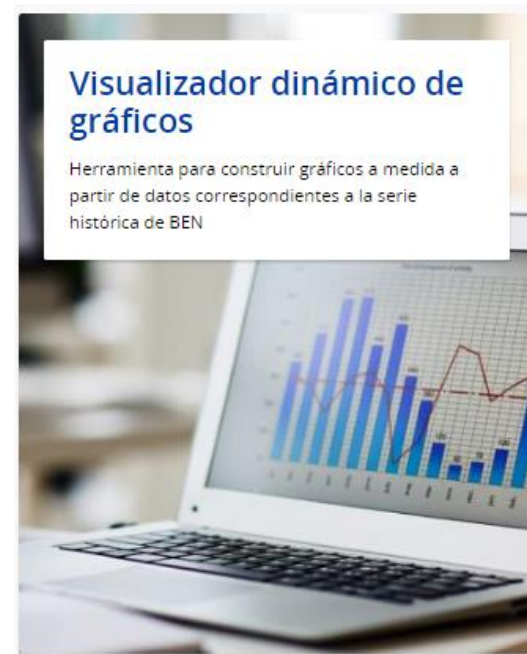 Visualizador dinámico de
gráficos
Herramienta para construir gráficos a medida a
partir de datos correspondientes a la serie
histórica de BEN